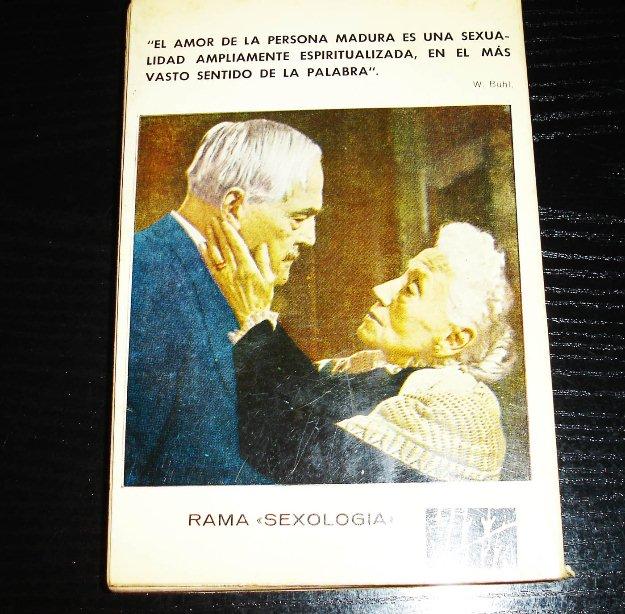 "EL AMOR DE LA PERSONA MADURA ES UNA SEXUA-
LIDAD AMPLIAMENTE ESPIRITUALIZADA, EN EL MÁS
VASTO SENTIDO DE LA PALABRA".
W. Buhl.
RAMA «SEXOLOGIA»